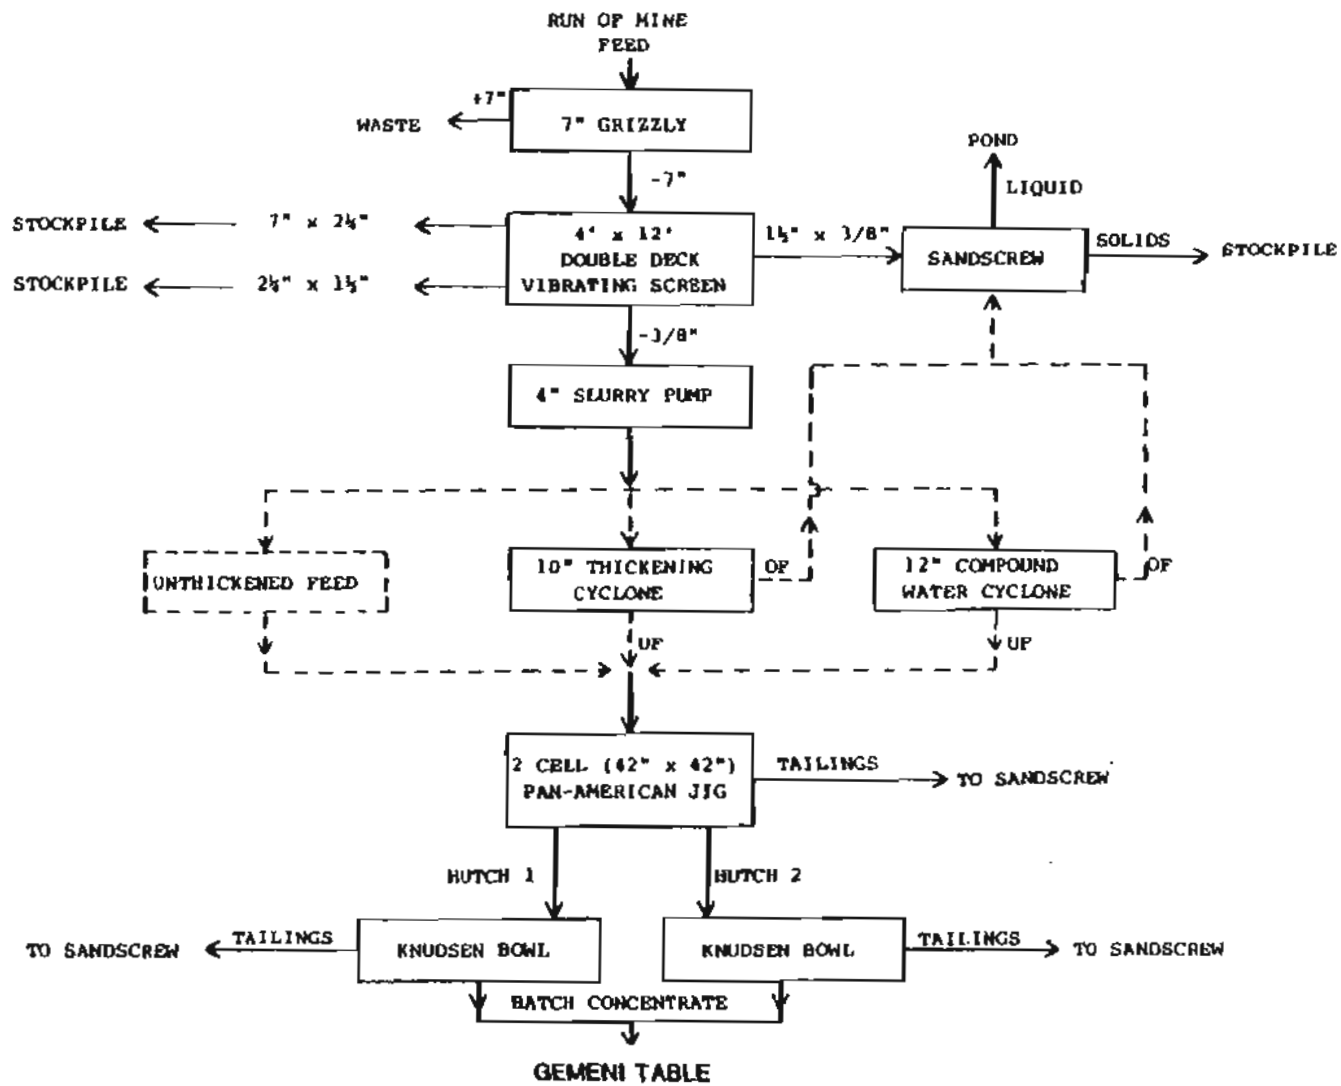 RUN OF MINE
FEED
+7"
WASTE
7" GRIZZLY
-7"
POND
LIQUID
STOCKPILE
7" x 2½"
4' x 12'
DOUBLE DECK
VIBRATING SCREEN
1½" x 3/8"
SANDSCREW
SOLIDS
STOCKPILE
STOCKPILE
2½" x 1½"
-3/8"
4" SLURRY PUMP
UNTHICKENED FEED
10" THICKENING
CYCLONE
OF
12" COMPOUND
WATER CYCLONE
OF
UF
UF
2 CELL (42" x 42")
PAN-AMERICAN JIG
TAILINGS
TO SANDSCREW
HUTCH 1
HUTCH 2
TO SANDSCREW
TAILINGS
KNUDSEN BOWL
KNUDSEN BOWL
TAILINGS
TO SANDSCREW
BATCH CONCENTRATE
GEMENI TABLE